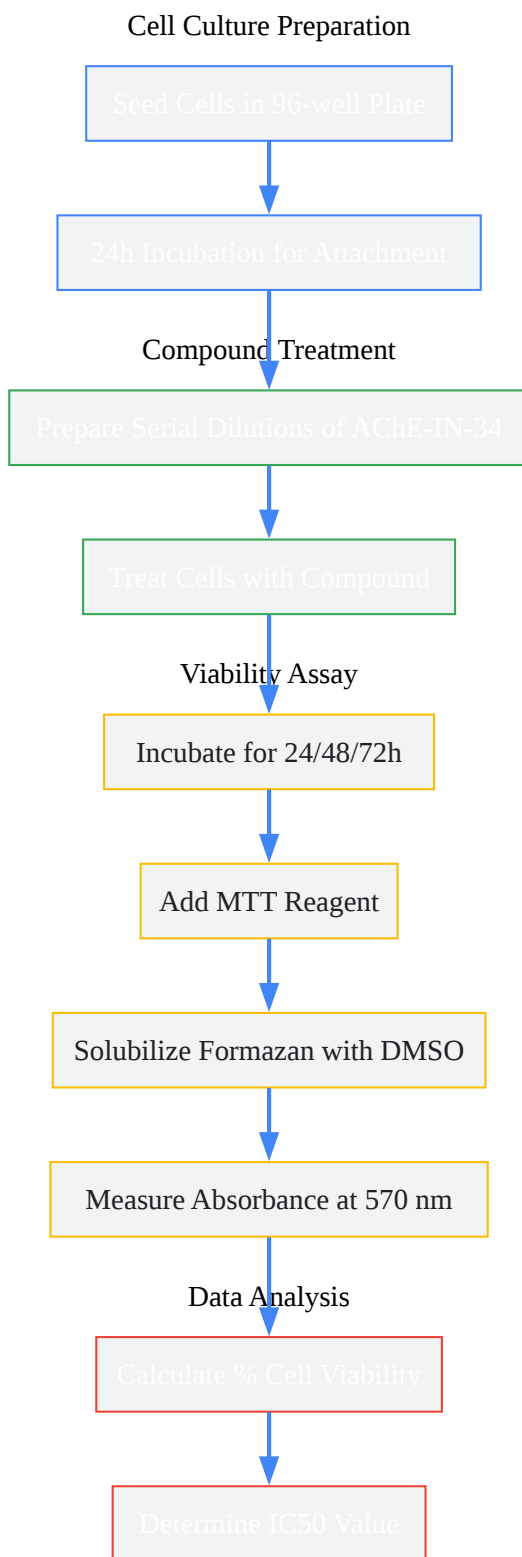 Cell Culture Preparation
Seed Cells in 96-well Plate
24h Incubation for Attachment
Compound Treatment
Prepare Serial Dilutions of AChE-IN-34
Treat Cells with Compound
Viability Assay
Incubate for 24/48/72h
Add MTT Reagent
Solubilize Formazan with DMSO
Measure Absorbance at 570 nm
Data Analysis
Calculate % Cell Viability
Determine IC50 Value